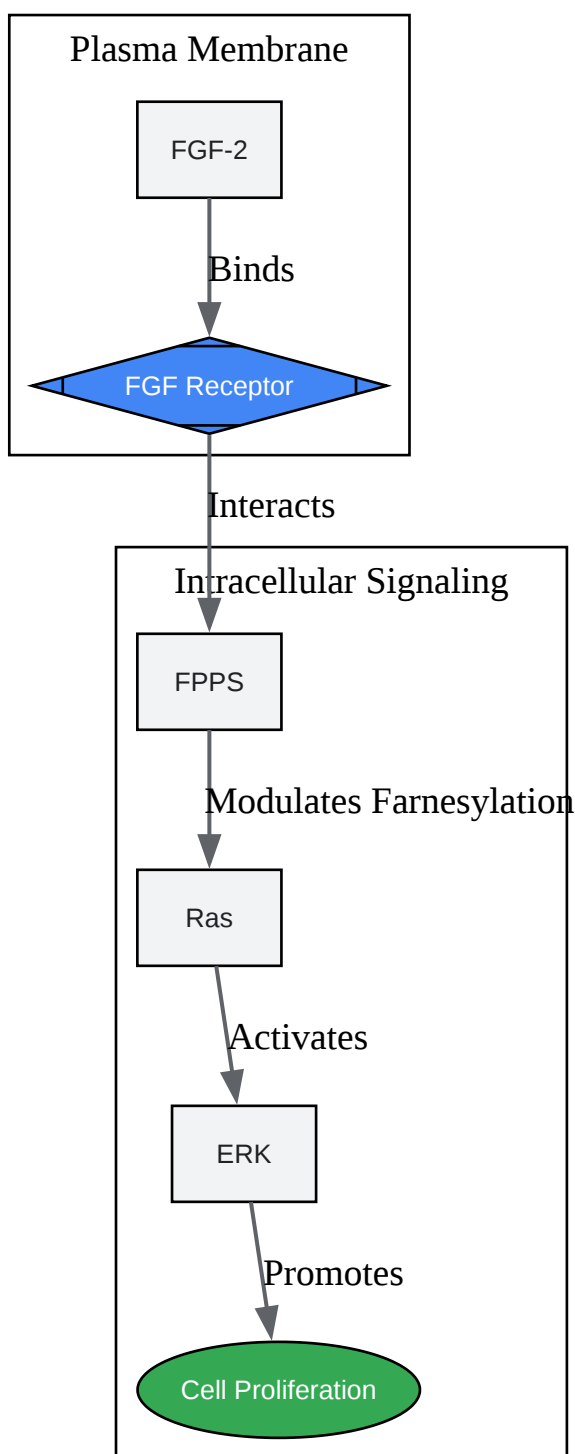 Plasma Membrane
FGF-2
Binds
FGF Receptor
Interacts
Intracellular Signaling
FPPS
Modulates Farnesylation
Ras
Activates
ERK
Promotes
Cell Proliferation